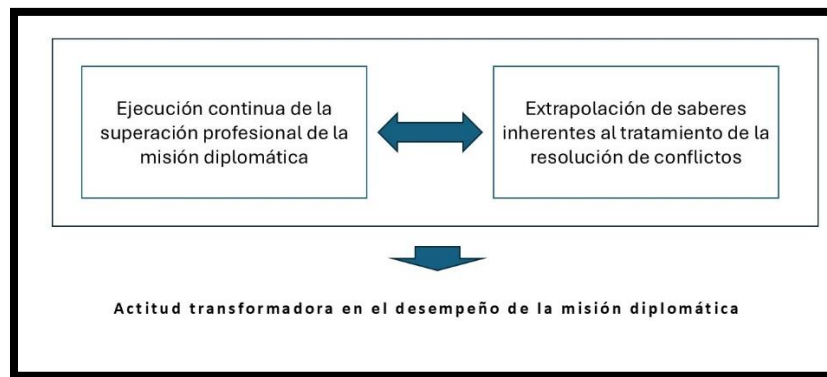 Ejecución continua de la
superación profesional de la
misión diplomática
Extrapolación de saberes
inherentes al tratamiento de la
resolución de conflictos
Actitud transformadora en el desempeño de la misión diplomática